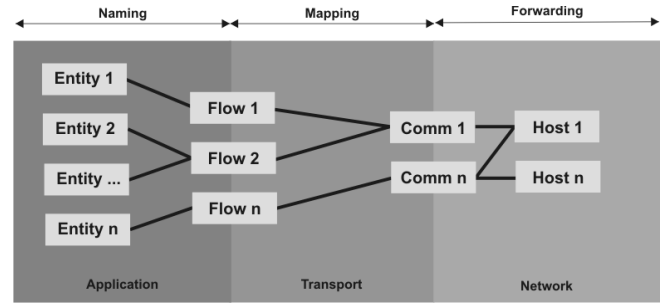 Naming Mapping Forwarding
Entity 1
Flow 1
Entity 2
Comm 1 Host 1
Flow 2
Entity ...
Comm n Host n
Flow n
Entity n
Application Transport Network